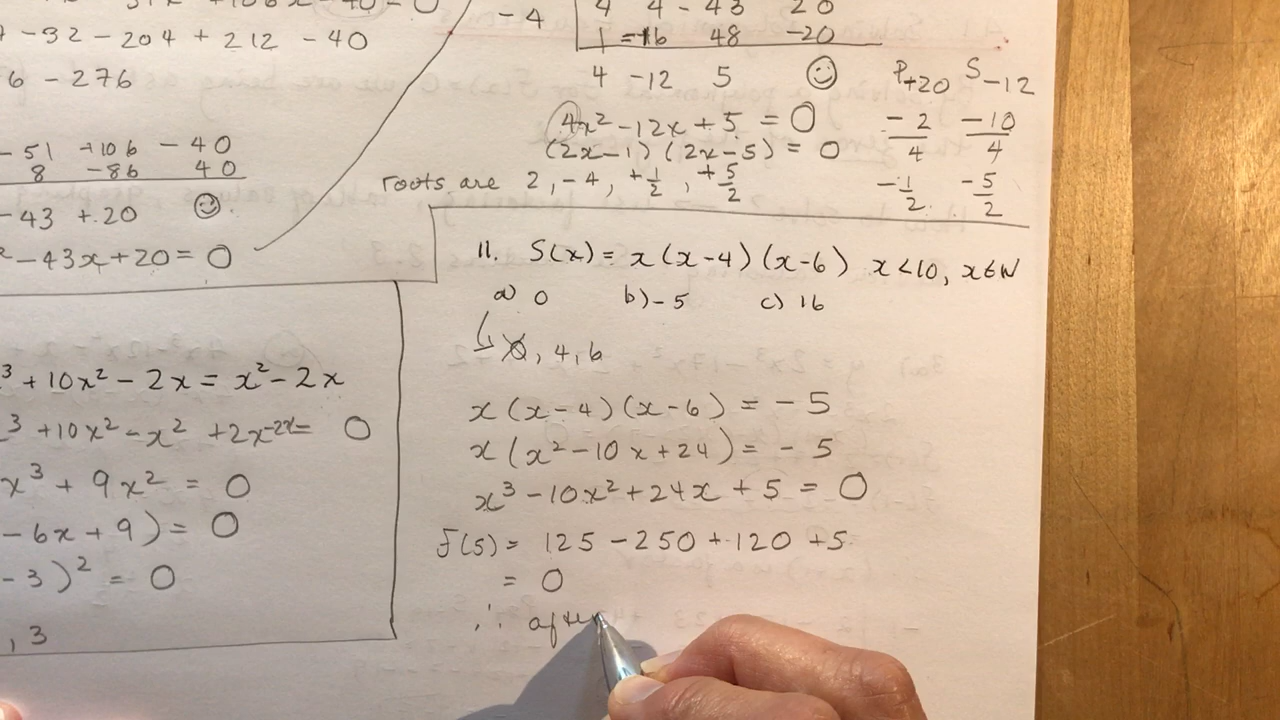 - 32 - 204 + 212 - 40
6 - 276
- 51 + 106 - 40
8 - 86 40
- 43 + 20
- 43x + 20 = 0
- 4
4 4 - 43 20
48 -20
4 -12 5
P+20 S-12
4x² - 12x + 5 = 0
(2x - 1) (2x - 5) = 0
-2/4 -10/4
-1/2 -5/2
roots are 2, -4, +1/2, +5/2
³ + 10x² - 2x = x² - 2x
³ + 10x² - x² + 2x - 2x = 0
x³ + 9x² = 0
- 6x + 9) = 0
- 3)² = 0
, 3
11. S(x) = x(x-4)(x-6) x<10, x∈W
a) 0 b) -5 c) 16
0, 4, 6
x(x-4)(x-6) = -5
x(x² - 10x + 24) = -5
x³ - 10x² + 24x + 5 = 0
f(5) = 125 - 250 + 120 + 5
= 0
∴ after